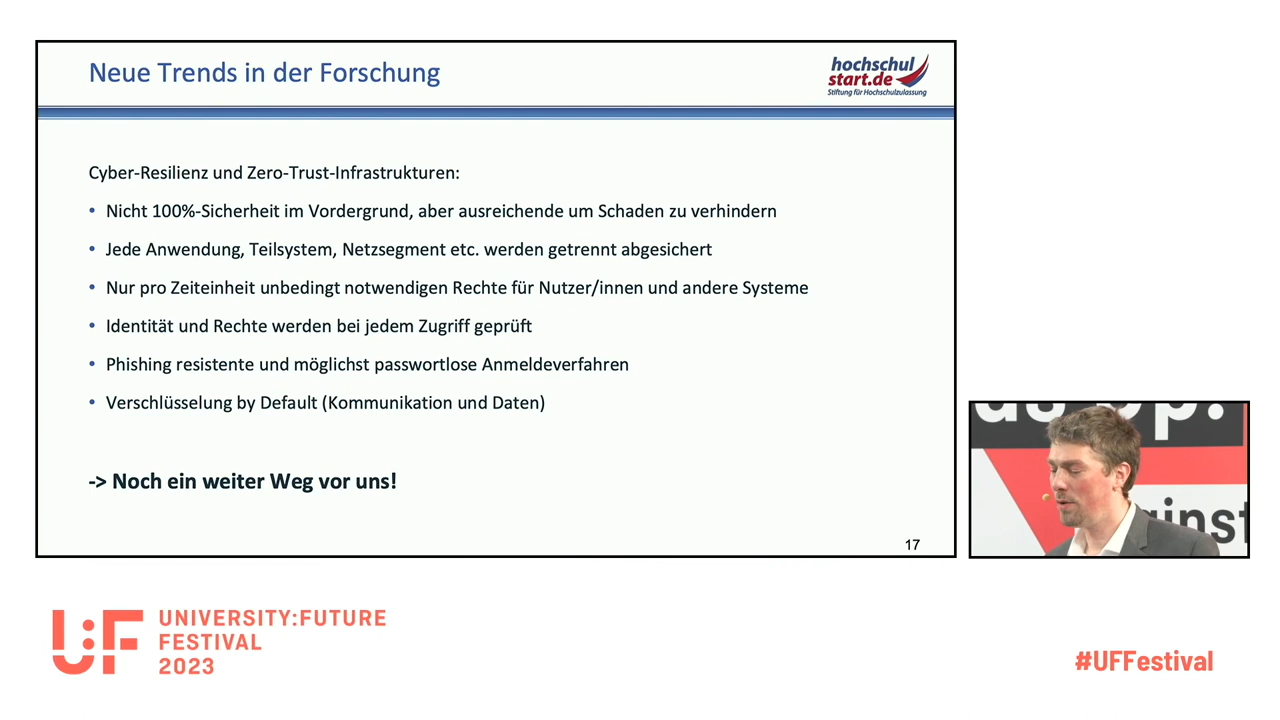 Neue Trends in der Forschung
hochschul
start.de
Stiftung für Hochschulzulassung
Cyber-Resilienz und Zero-Trust-Infrastrukturen:
• Nicht 100%-Sicherheit im Vordergrund, aber ausreichende um Schaden zu verhindern
• Jede Anwendung, Teilsystem, Netzsegment etc. werden getrennt abgesichert
• Nur pro Zeiteinheit unbedingt notwendigen Rechte für Nutzer/innen und andere Systeme
• Identität und Rechte werden bei jedem Zugriff geprüft
• Phishing resistente und möglichst passwortlose Anmeldeverfahren
• Verschlüsselung by Default (Kommunikation und Daten)
-> Noch ein weiter Weg vor uns!
17
U:F
UNIVERSITY:FUTURE
FESTIVAL
2023
#UFFestival